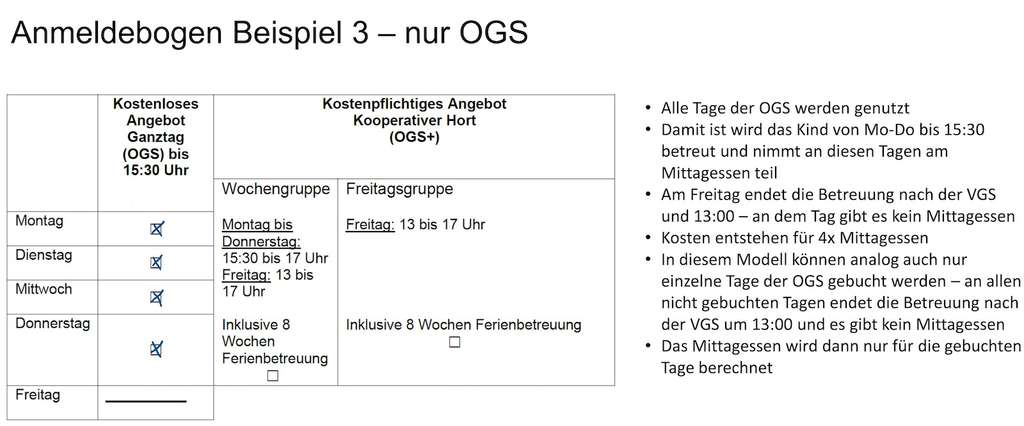 Anmeldebogen Beispiel 3 – nur OGS
Kostenloses
Angebot
Ganztag
(OGS) bis
15:30 Uhr
Kostenpflichtiges Angebot
Kooperativer Hort
(OGS+)
Wochengruppe
Freitagsgruppe
Montag
Dienstag
Mittwoch
Donnerstag
Freitag
Montag bis
Donnerstag:
15:30 bis 17 Uhr
Freitag: 13 bis
17 Uhr
Inklusive 8
Wochen
Ferienbetreuung
☐
Freitag: 13 bis 17 Uhr
Inklusive 8 Wochen Ferienbetreuung
☐
• Alle Tage der OGS werden genutzt
• Damit ist wird das Kind von Mo-Do bis 15:30
betreut und nimmt an diesen Tagen am
Mittagessen teil
• Am Freitag endet die Betreuung nach der VGS
und 13:00 – an dem Tag gibt es kein Mittagessen
• Kosten entstehen für 4x Mittagessen
• In diesem Modell können analog auch nur
einzelne Tage der OGS gebucht werden – an allen
nicht gebuchten Tagen endet die Betreuung nach
der VGS um 13:00 und es gibt kein Mittagessen
• Das Mittagessen wird dann nur für die gebuchten
Tage berechnet